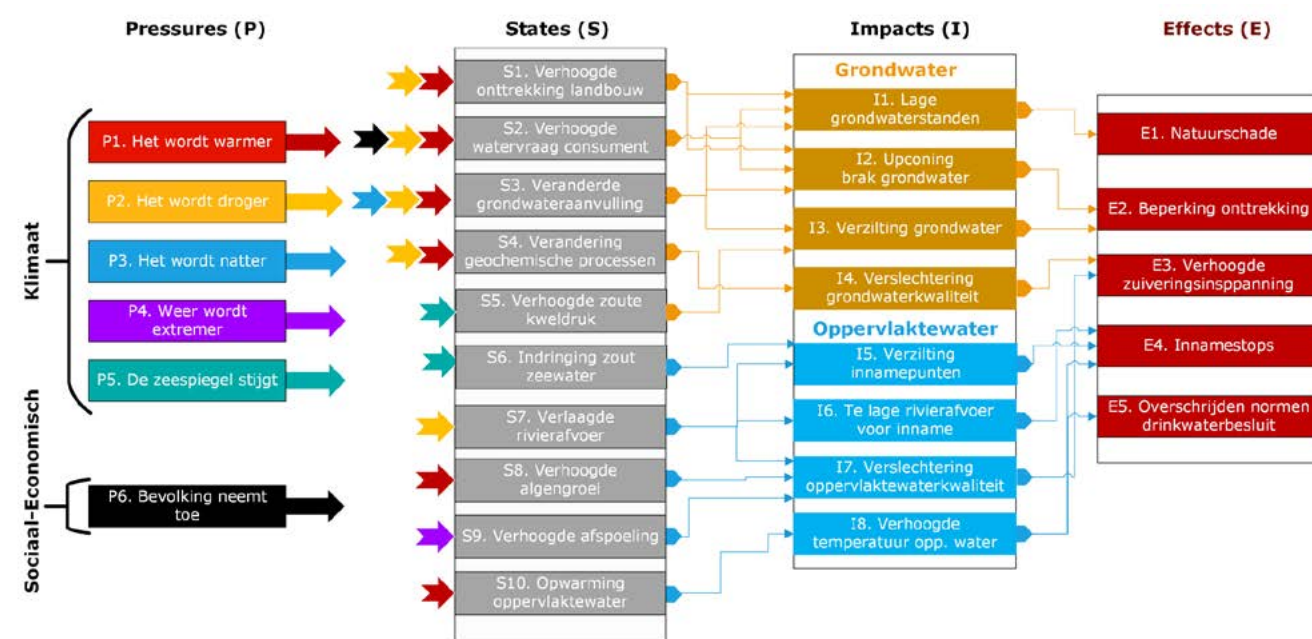 Pressures (P)
States (S)
Impacts (I)
Effects (E)
Klimaat
P1. Het wordt warmer
P2. Het wordt droger
P3. Het wordt natter
P4. Weer wordt
extremer
P5. De zeespiegel stijgt
Sociaal-Economisch
P6. Bevolking neemt
toe
S1. Verhoogde
onttrekking landbouw
S2. Verhoogde
watervraag consument
S3. Veranderde
grondwateraanvulling
S4. Verandering
geochemische processen
S5. Verhoogde zoute
kweldruk
S6. Indringing zout
zeewater
S7. Verlaagde
rivierafvoer
S8. Verhoogde
algengroei
S9. Verhoogde afspoeling
S10. Opwarming
oppervlaktewater
Grondwater
I1. Lage
grondwaterstanden
I2. Upconing
brak grondwater
I3. Verzilting grondwater
I4. Verslechtering
grondwaterkwaliteit
Oppervlaktewater
I5. Verzilting
innamepunten
I6. Te lage rivierafvoer
voor inname
I7. Verslechtering
oppervlaktewaterkwaliteit
I8. Verhoogde
temperatuur opp. water
E1. Natuurschade
E2. Beperking onttrekking
E3. Verhoogde
zuiveringsinsppanning
E4. Innamestops
E5. Overschrijden normen
drinkwaterbesluit